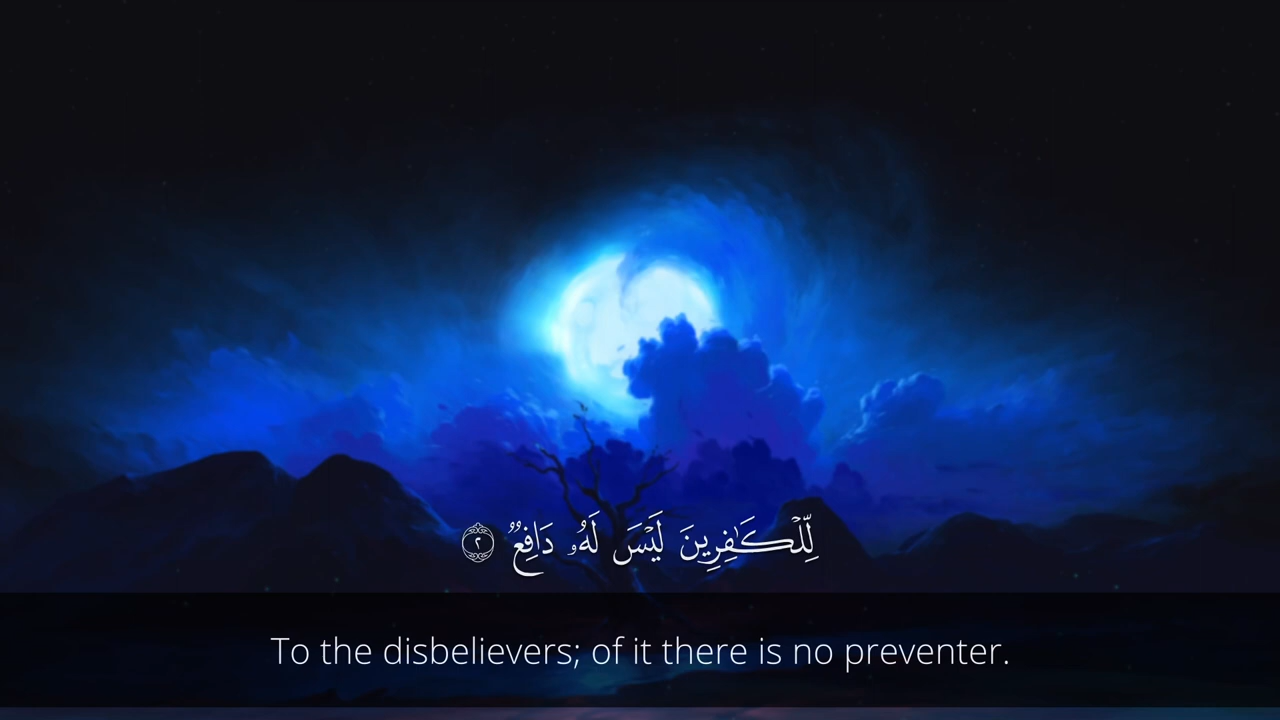 لِّلْكَـٰفِرِينَ لَيْسَ لَهُۥ دَافِعٌ ٢
To the disbelievers; of it there is no preventer.